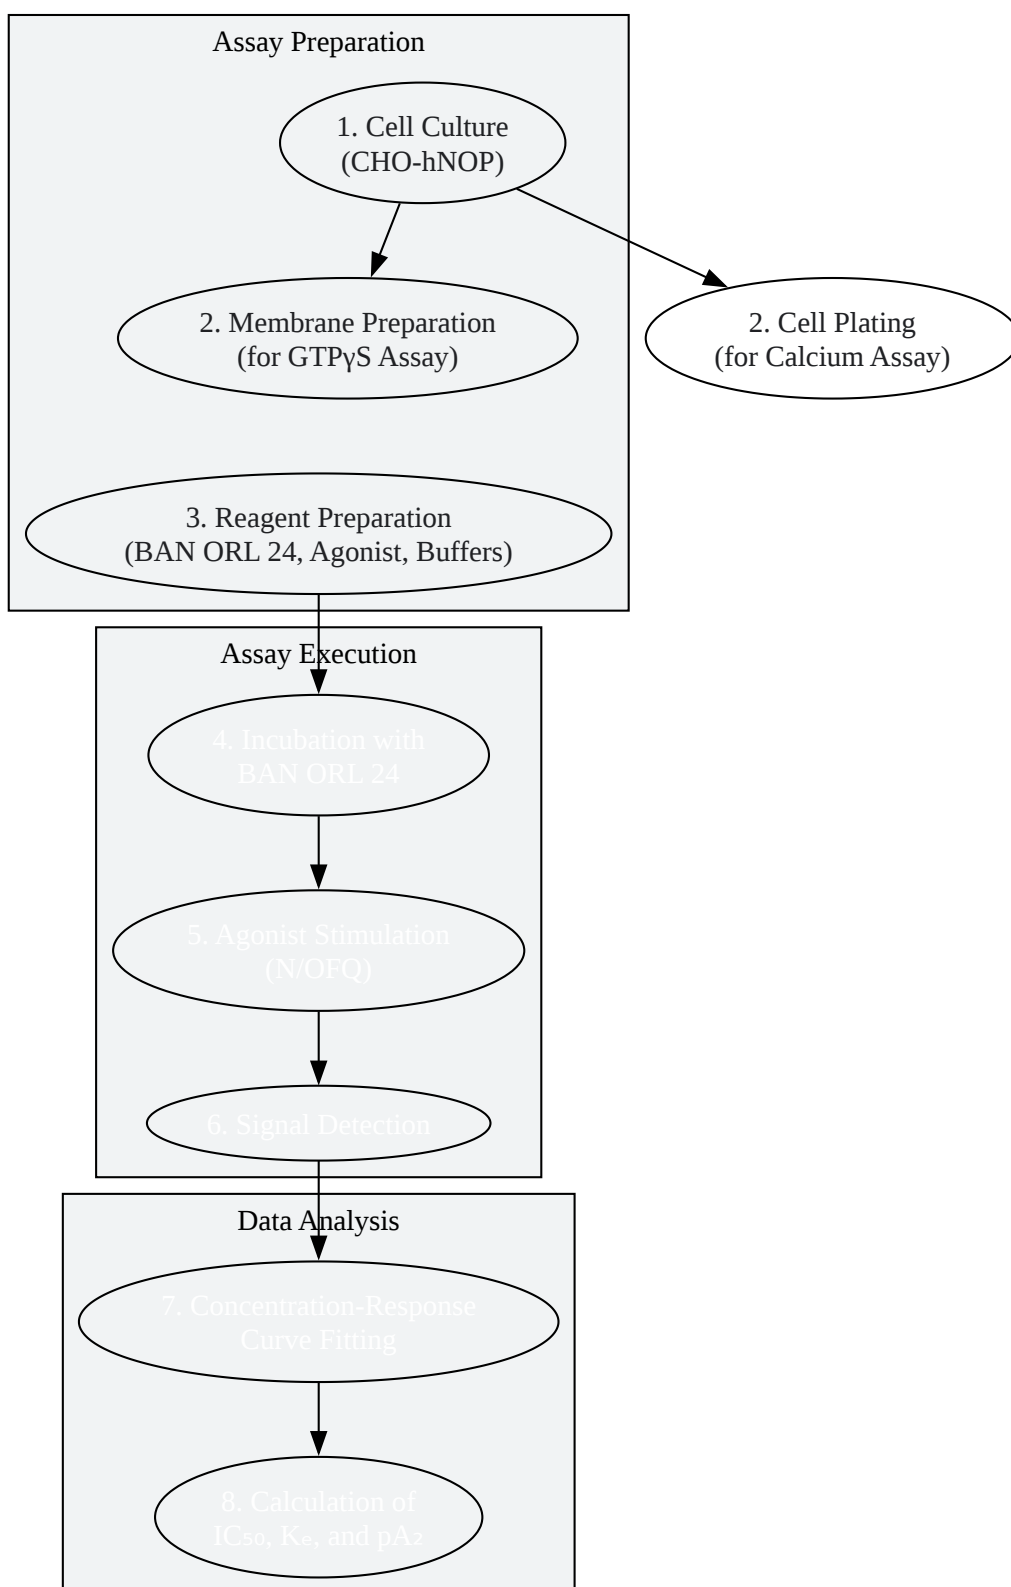 Assay Preparation
1. Cell Culture
(CHO-hNOP)
2. Membrane Preparation
(for GTPγS Assay)
2. Cell Plating
(for Calcium Assay)
3. Reagent Preparation
(BAN ORL 24, Agonist, Buffers)
Assay Execution
4. Incubation with
BAN ORL 24
5. Agonist Stimulation
(N/OFQ)
6. Signal Detection
Data Analysis
7. Concentration-Response
Curve Fitting
8. Calculation of
IC₅₀, Kₑ, and pA₂